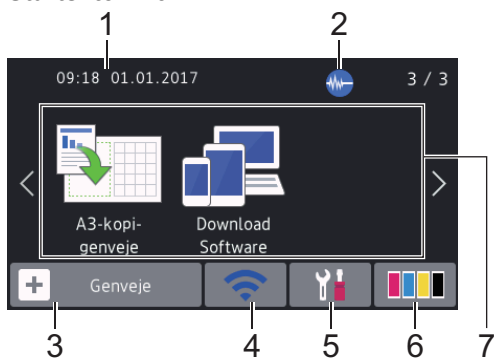 1 2
09:18 01.01.2017 3 / 3
A3-kopi-
genveje
Download
Software
Genveje
3 4 5 6 7